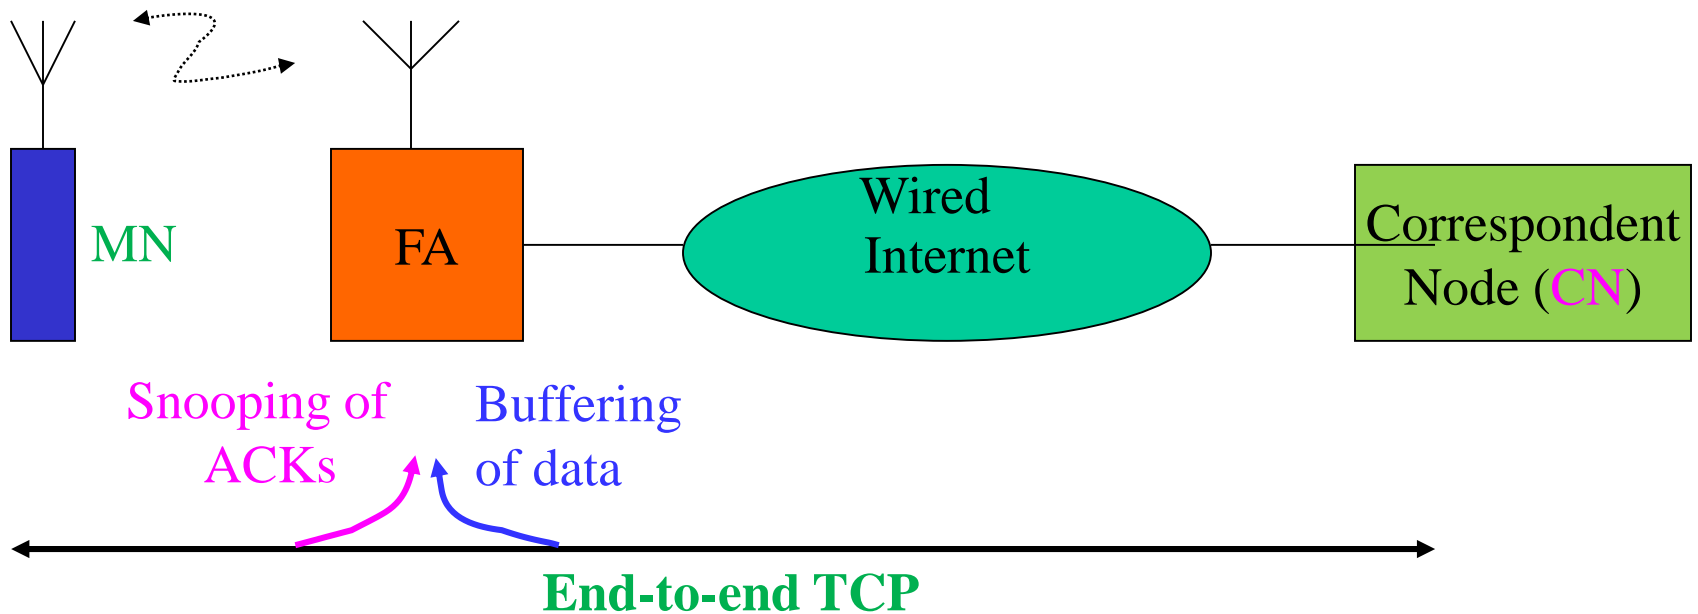 MN
FA
Wired
Internet
Correspondent
Node (CN)
Snooping of
ACKs
Buffering
of data
End-to-end TCP